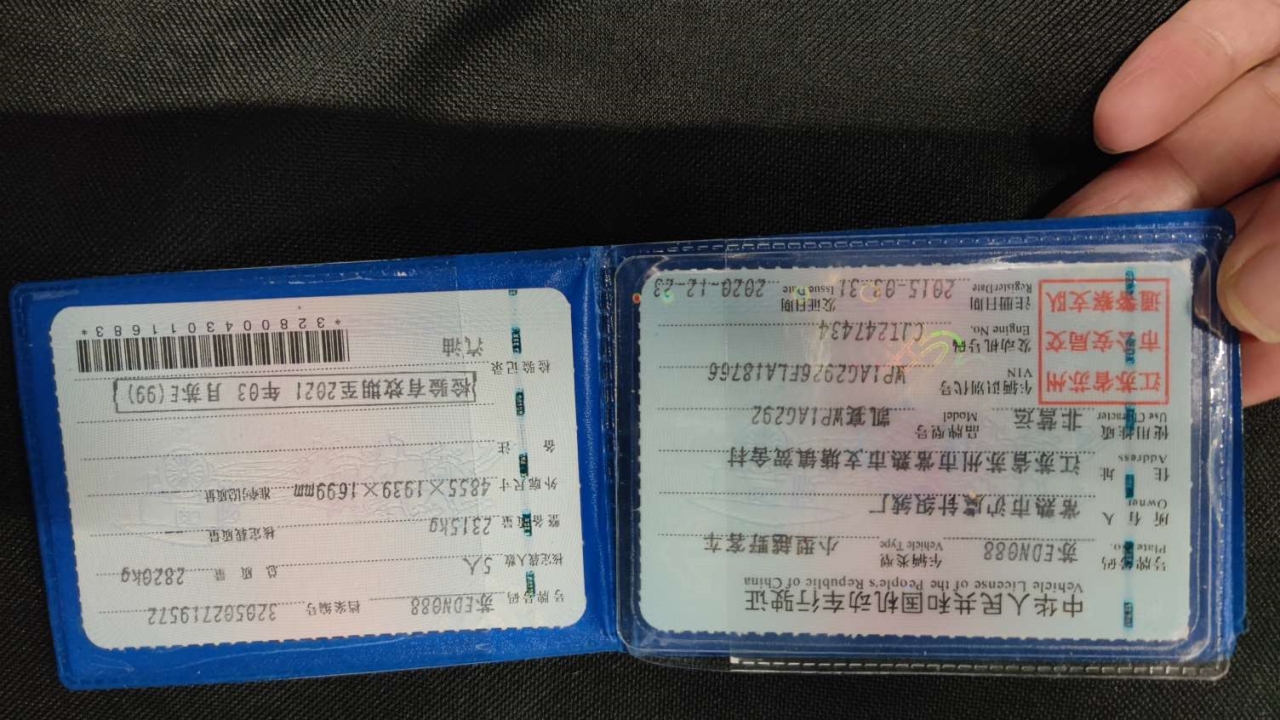 中华人民共和国机动车行驶证
Vehicle License of the People's Republic of China
号牌号码 Plate No. 苏EDN088 车辆类型 Vehicle Type 小型越野客车
所有人 Owner 常熟市沪虞针织绒厂
住址 Address 江苏省苏州市常熟市支塘镇贺舍村
使用性质 Use Character 非营运 品牌型号 Model 凯宴WP1AG292
车辆识别代号 VIN WP1AG2926FLA18766
发动机号码 Engine No. CJT247434
注册日期 Register Date 2015-03-31 发证日期 Issue Date 2020-12-23
江苏省苏州
市公安局交
通警察支队
号牌号码 苏EDN088 档案编号 320502719572
核定载人数 5人 总质量 2820kg
整备质量 2315kg 核定载质量
外廓尺寸 4855×1939×1699mm 准牵引总质量
备注
检验有效期至2021年03月苏E(99)
检验记录
汽油
*3280043011683*